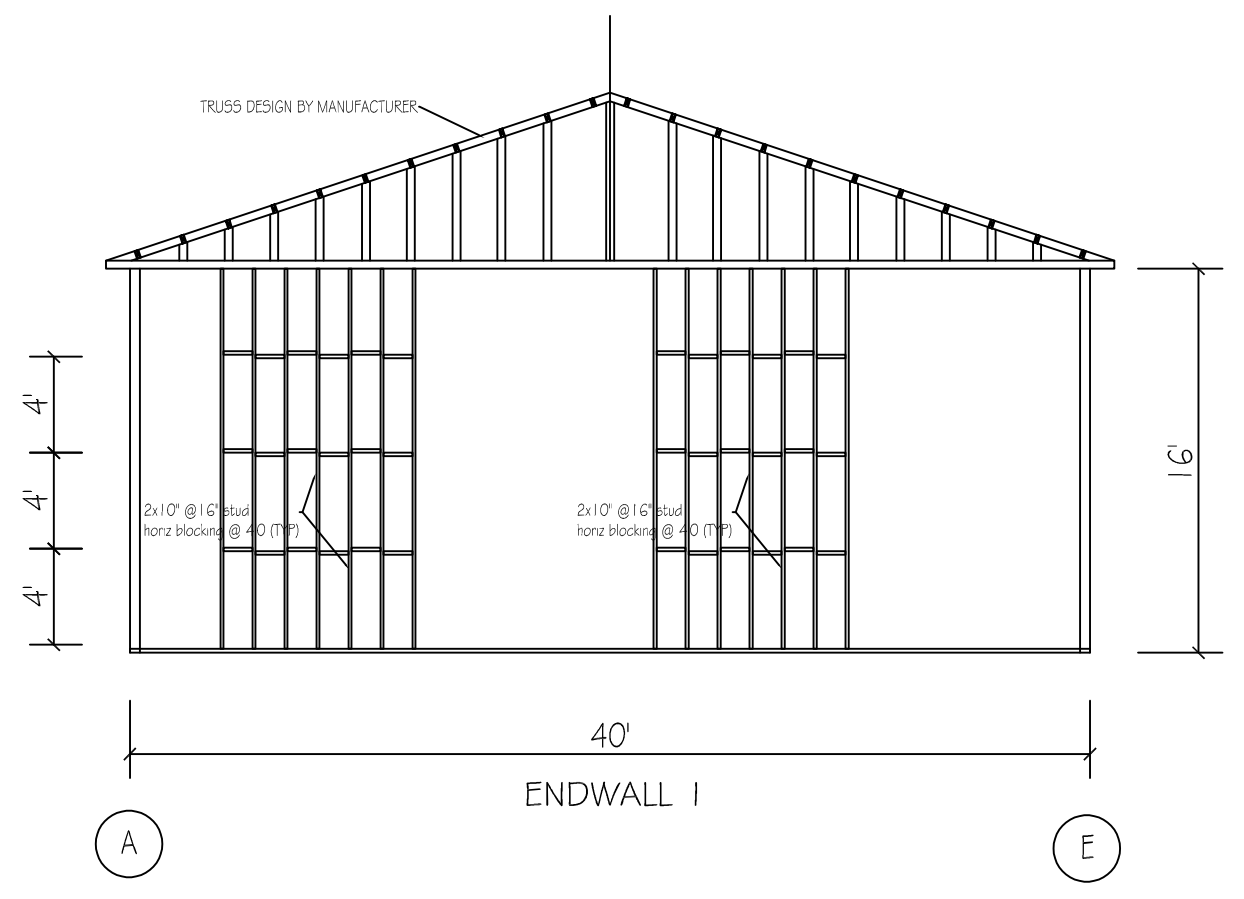 TRUSS DESIGN BY MANUFACTURER
4'
4'
4'
16'
2x10" @16" stud
horiz blocking @ 40 (TYP)
2x10" @16" stud
horiz blocking @ 40 (TYP)
40'
ENDWALL 1
A
E